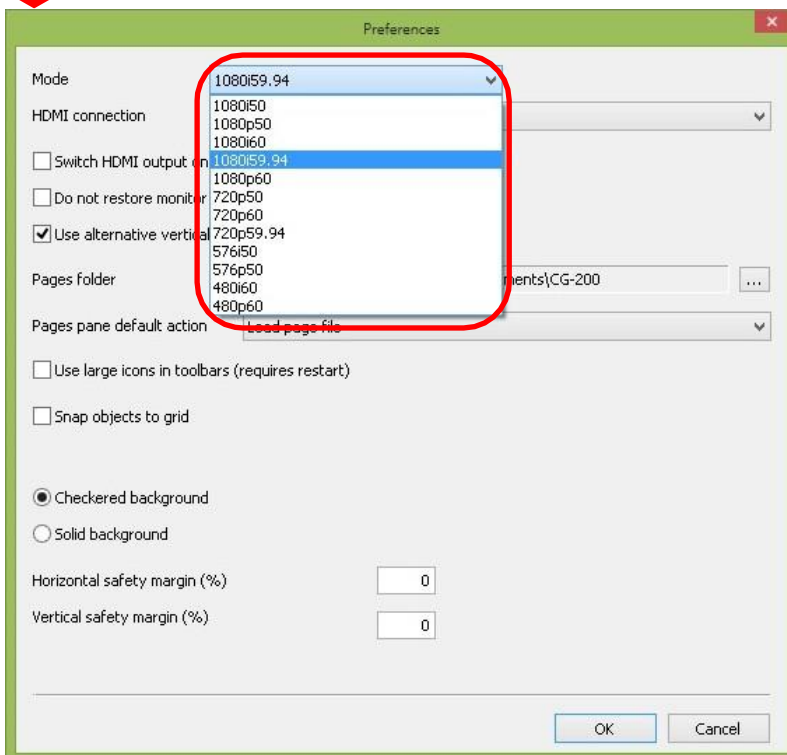 Preferences
Mode
1080i59.94
1080i50
1080p50
HDMI connection
1080i60
Switch HDMI output on
1080i59.94
1080p60
Do not restore monitor
720p50
720p60
Use alternative vertical
720p59.94
576i50
576p50
Pages folder
480i60
ments\CG-200
...
480p60
Pages pane default action
Load page file
Use large icons in toolbars (requires restart)
Snap objects to grid
Checkered background
Solid background
Horizontal safety margin (%)
0
Vertical safety margin (%)
0
OK
Cancel